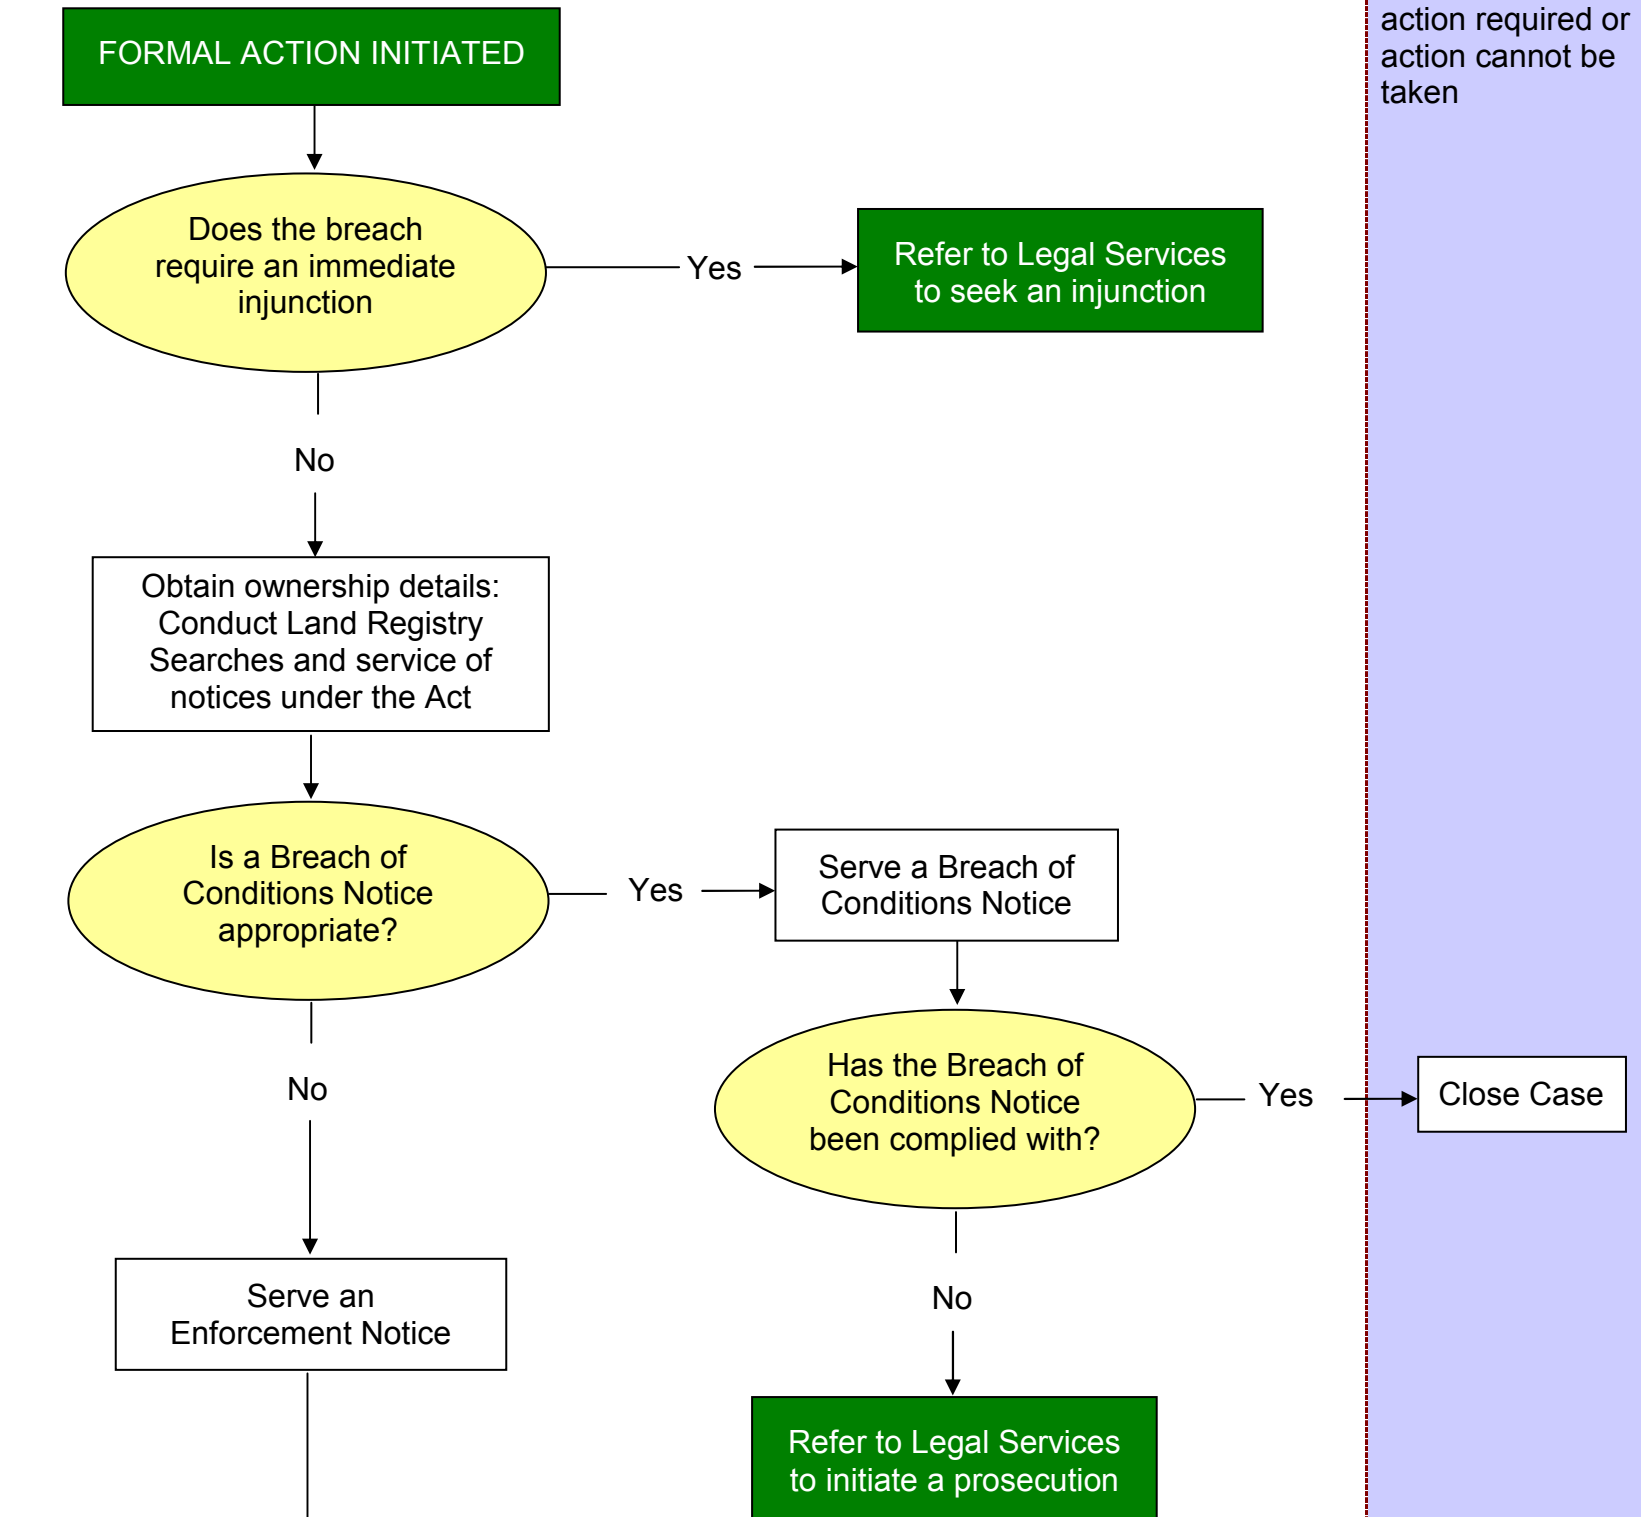 action required or
action cannot be
taken
FORMAL ACTION INITIATED
Does the breach
require an immediate
injunction
Yes
Refer to Legal Services
to seek an injunction
No
Obtain ownership details:
Conduct Land Registry
Searches and service of
notices under the Act
Is a Breach of
Conditions Notice
appropriate?
Yes
Serve a Breach of
Conditions Notice
No
Has the Breach of
Conditions Notice
been complied with?
Yes
Close Case
Serve an
Enforcement Notice
No
Refer to Legal Services
to initiate a prosecution